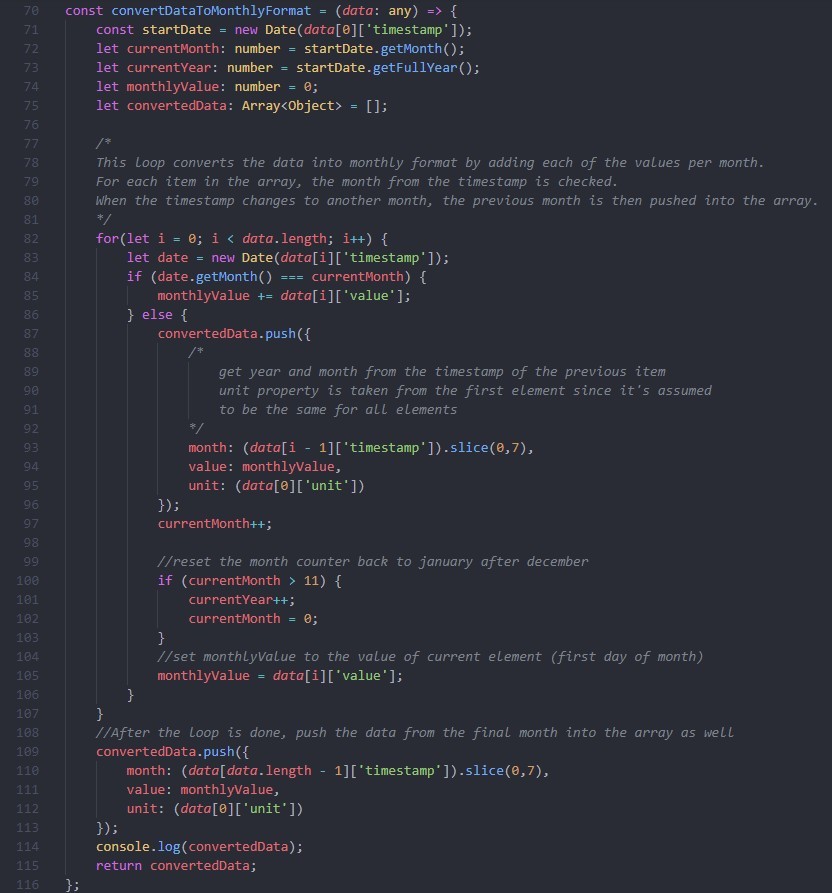 70 const convertDataToMonthlyFormat = (data: any) => {
71     const startDate = new Date(data[0]['timestamp']);
72     let currentMonth: number = startDate.getMonth();
73     let currentYear: number = startDate.getFullYear();
74     let monthlyValue: number = 0;
75     let convertedData: Array<Object> = [];
76
77     /*
78     This loop converts the data into monthly format by adding each of the values per month.
79     For each item in the array, the month from the timestamp is checked.
80     When the timestamp changes to another month, the previous month is then pushed into the array.
81     */
82     for(let i = 0; i < data.length; i++) {
83         let date = new Date(data[i]['timestamp']);
84         if (date.getMonth() === currentMonth) {
85             monthlyValue += data[i]['value'];
86         } else {
87             convertedData.push({
88                 /*
89                     get year and month from the timestamp of the previous item
90                     unit property is taken from the first element since it's assumed
91                     to be the same for all elements
92                 */
93                 month: (data[i - 1]['timestamp']).slice(0,7),
94                 value: monthlyValue,
95                 unit: (data[0]['unit'])
96             });
97             currentMonth++;
98
99             //reset the month counter back to january after december
100             if (currentMonth > 11) {
101                 currentYear++;
102                 currentMonth = 0;
103             }
104             //set monthlyValue to the value of current element (first day of month)
105             monthlyValue = data[i]['value'];
106         }
107     }
108     //After the loop is done, push the data from the final month into the array as well
109     convertedData.push({
110         month: (data[data.length - 1]['timestamp']).slice(0,7),
111         value: monthlyValue,
112         unit: (data[0]['unit'])
113     });
114     console.log(convertedData);
115     return convertedData;
116 };